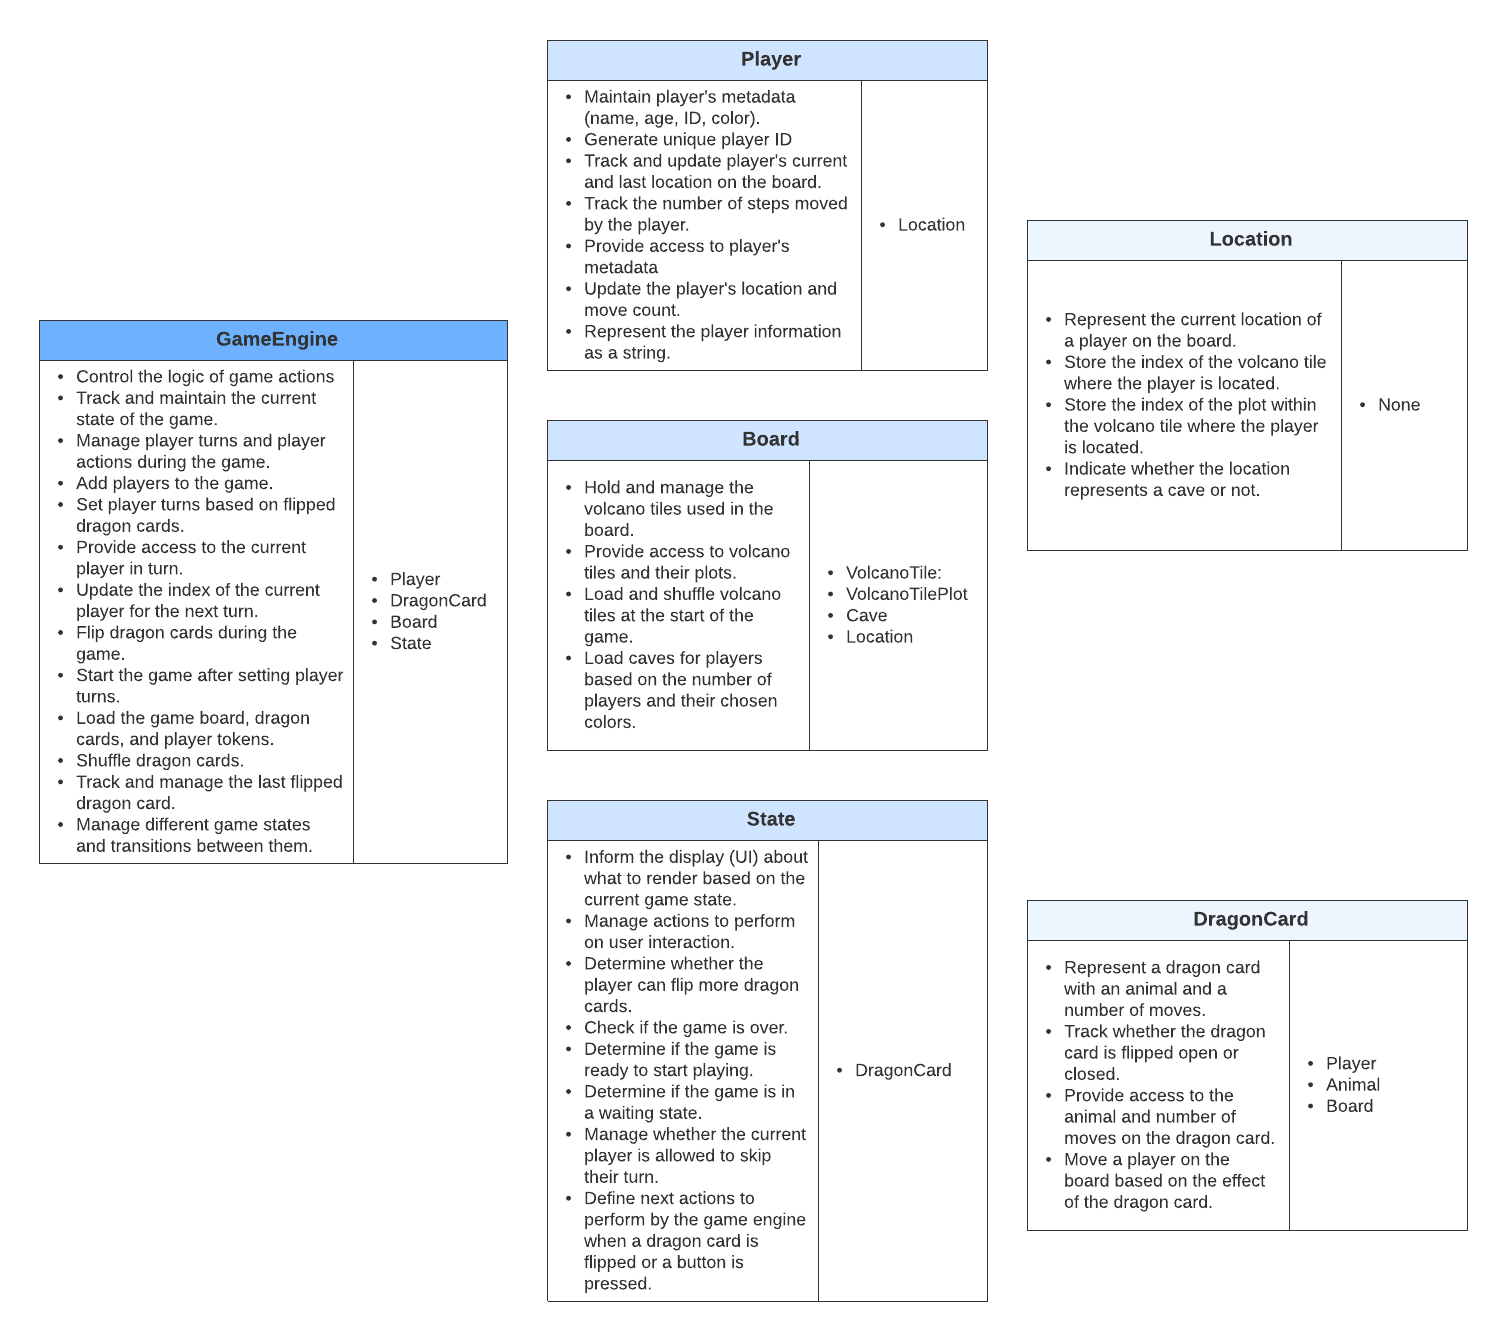 Player
• Maintain player's metadata
(name, age, ID, color).
• Generate unique player ID
• Track and update player's current
and last location on the board.
• Track the number of steps moved
by the player.
• Provide access to player's
metadata
• Update the player's location and
move count.
• Represent the player information
as a string.
• Location
Location
• Represent the current location of
a player on the board.
• Store the index of the volcano tile
where the player is located.
• Store the index of the plot within
the volcano tile where the player
is located.
• Indicate whether the location
represents a cave or not.
• None
GameEngine
• Control the logic of game actions
• Track and maintain the current
state of the game.
• Manage player turns and player
actions during the game.
• Add players to the game.
• Set player turns based on flipped
dragon cards.
• Provide access to the current
player in turn.
• Update the index of the current
player for the next turn.
• Flip dragon cards during the
game.
• Start the game after setting player
turns.
• Load the game board, dragon
cards, and player tokens.
• Shuffle dragon cards.
• Track and manage the last flipped
dragon card.
• Manage different game states
and transitions between them.
• Player
• DragonCard
• Board
• State
Board
• Hold and manage the
volcano tiles used in the
board.
• Provide access to volcano
tiles and their plots.
• Load and shuffle volcano
tiles at the start of the
game.
• Load caves for players
based on the number of
players and their chosen
colors.
• VolcanoTile:
• VolcanoTilePlot
• Cave
• Location
State
• Inform the display (UI) about
what to render based on the
current game state.
• Manage actions to perform
on user interaction.
• Determine whether the
player can flip more dragon
cards.
• Check if the game is over.
• Determine if the game is
ready to start playing.
• Determine if the game is in
a waiting state.
• Manage whether the current
player is allowed to skip
their turn.
• Define next actions to
perform by the game engine
when a dragon card is
flipped or a button is
pressed.
• DragonCard
DragonCard
• Represent a dragon card
with an animal and a
number of moves.
• Track whether the dragon
card is flipped open or
closed.
• Provide access to the
animal and number of
moves on the dragon card.
• Move a player on the
board based on the effect
of the dragon card.
• Player
• Animal
• Board